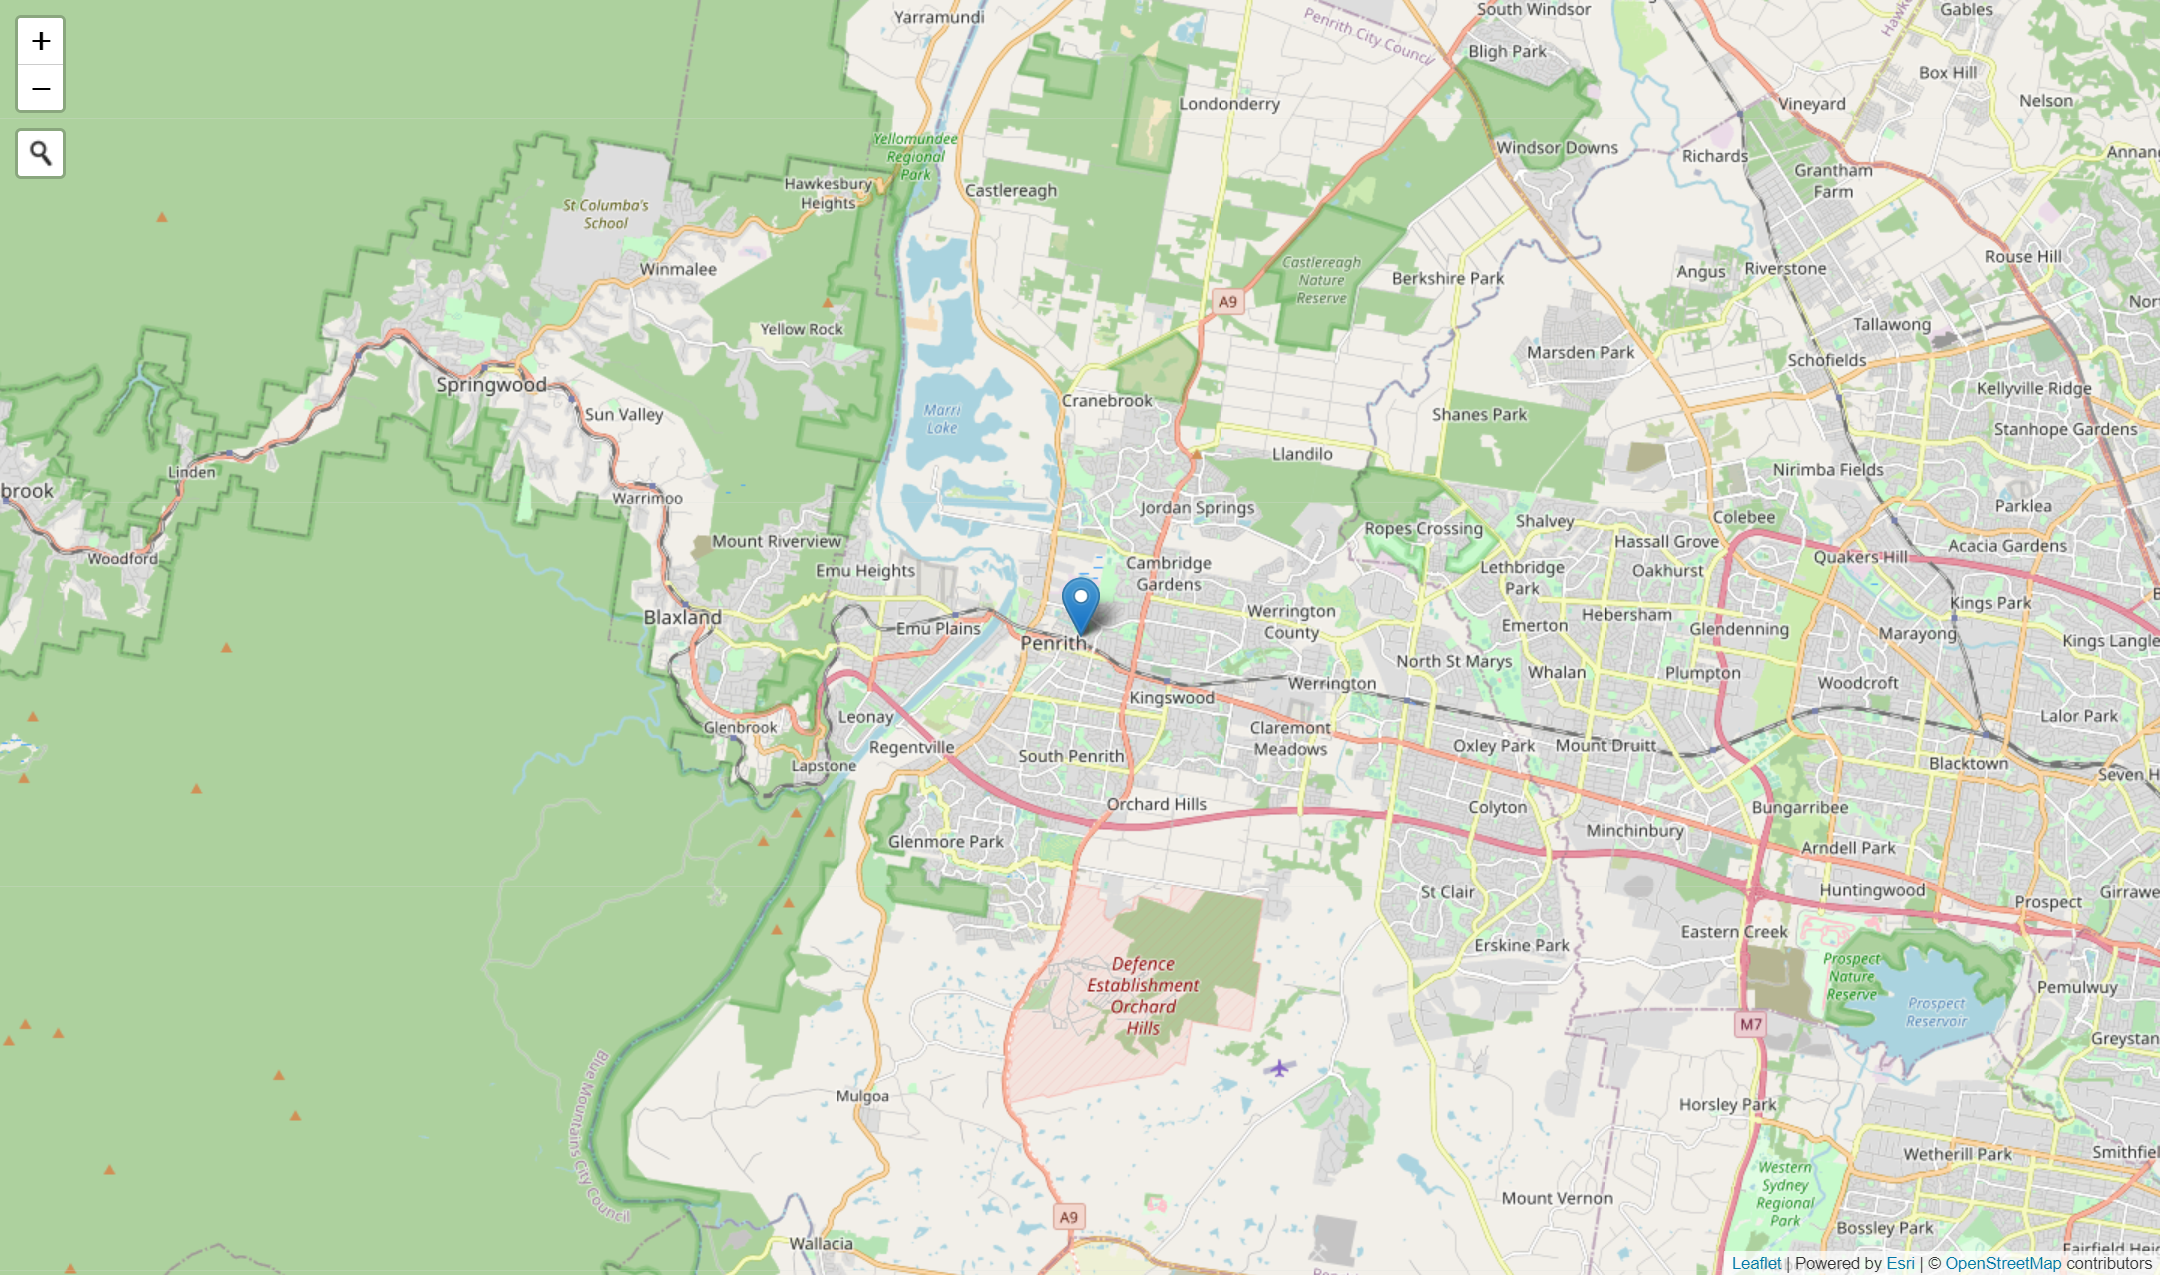 +
−
Yarramundi
South Windsor
Gables
Penrith City Council
Bligh Park
Box Hill
Nelson
Londonderry
Vineyard
Yellomundee
Regional
Park
Windsor Downs
Richards
Grantham
Farm
Hawkesbury
Heights
Castlereagh
St Columba's
School
Winmalee
Castlereagh
Nature
Reserve
Berkshire Park
Angus
Riverstone
Rouse Hill
A9
Yellow Rock
Tallawong
Marsden Park
Schofields
Springwood
Kellyville Ridge
Cranebrook
Sun Valley
Marri
Lake
Shanes Park
Stanhope Gardens
Llandilo
Linden
Nirimba Fields
brook
Warrimoo
Jordan Springs
Parklea
Colebee
Shalvey
Ropes Crossing
Mount Riverview
Hassall Grove
Acacia Gardens
Woodford
Quakers Hill
Emu Heights
Cambridge
Gardens
Lethbridge
Park
Oakhurst
Kings Park
Blaxland
Werrington
County
Hebersham
Emu Plains
Emerton
Glendenning
Marayong
Kings Langle
Penrith
North St Marys
Whalan
Plumpton
Woodcroft
Werrington
Kingswood
Leonay
Lalor Park
Glenbrook
Claremont
Meadows
Regentville
South Penrith
Oxley Park
Mount Druitt
Lapstone
Blacktown
Seven H
Orchard Hills
Colyton
Bungarribee
Minchinbury
Glenmore Park
Arndell Park
St Clair
Huntingwood
Girrawe
Prospect
Eastern Creek
Erskine Park
Defence
Establishment
Orchard
Hills
Prospect
Nature
Reserve
Pemulwuy
Prospect
Reservoir
M7
Greystan
Blue Mountains City Council
Mulgoa
Horsley Park
Wetherill Park
Smithfiel
Western
Sydney
Regional
Park
Mount Vernon
A9
Bossley Park
Wallacia
Fairfield Hei
Leaflet | Powered by Esri | © OpenStreetMap contributors